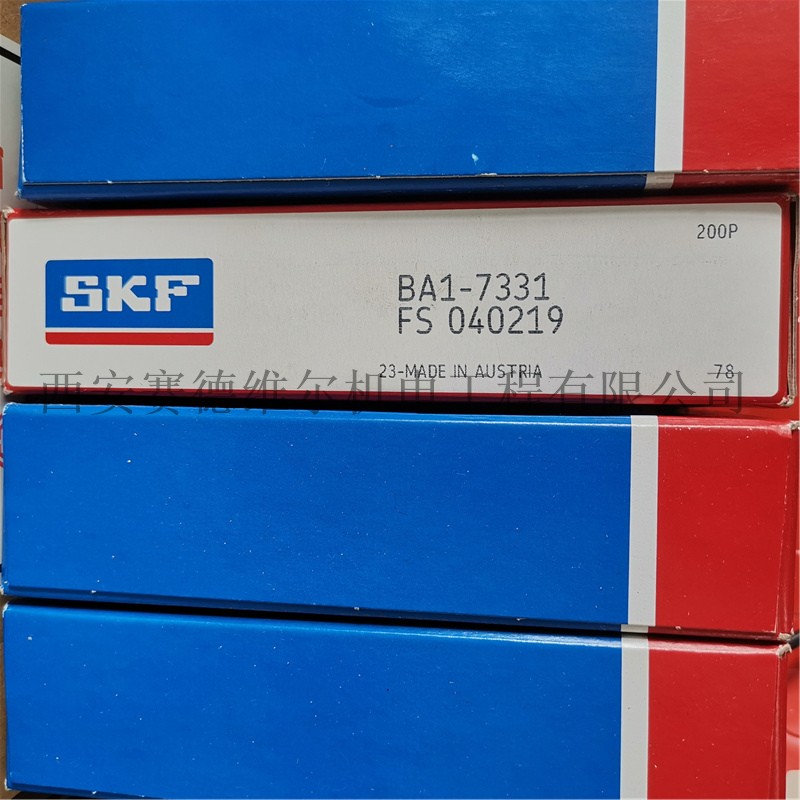 200P
SKF
BA1-7331
FS 040219
23-MADE IN AUSTRIA
78
西安赛德维尔机电工程有限公司